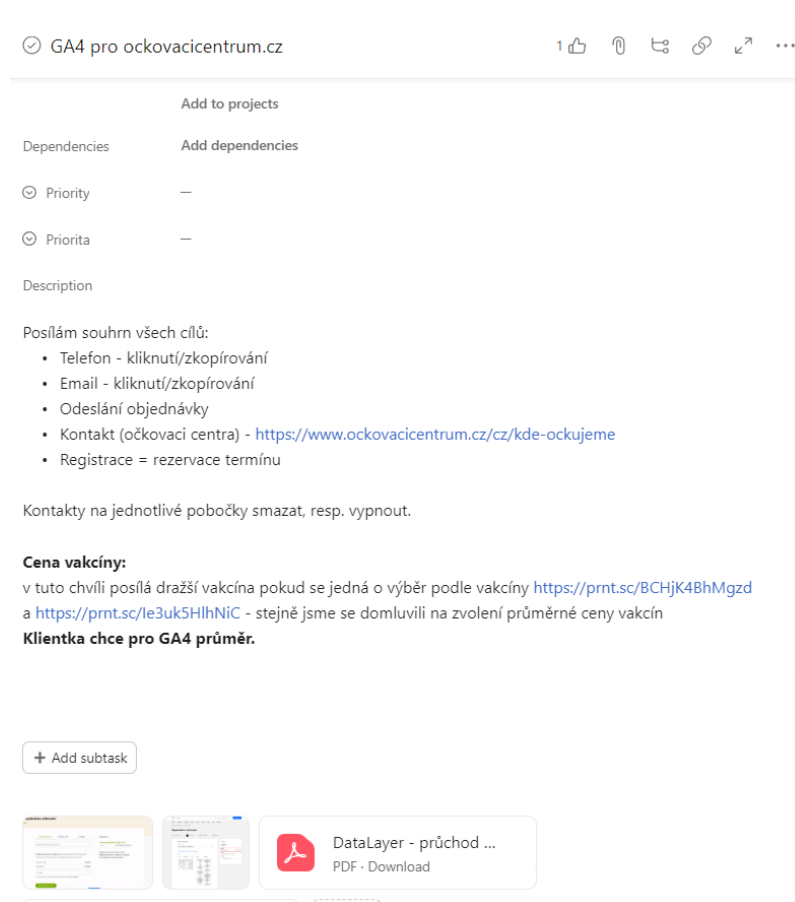 GA4 pro ockovacicentrum.cz
1
Add to projects
Dependencies Add dependencies
Priority —
Priorita —
Description
Posílám souhrn všech cílů:
• Telefon - kliknutí/zkopírování
• Email - kliknutí/zkopírování
• Odeslání objednávky
• Kontakt (očkovaci centra) - https://www.ockovacicentrum.cz/cz/kde-ockujeme
• Registrace = rezervace termínu
Kontakty na jednotlivé pobočky smazat, resp. vypnout.
Cena vakcíny:
v tuto chvíli posílá dražší vakcína pokud se jedná o výběr podle vakcíny https://prnt.sc/BCHjK4BhMgzd
a https://prnt.sc/Ie3uk5HlhNiC - stejně jsme se domluvili na zvolení průměrné ceny vakcín
Klientka chce pro GA4 průměr.
+ Add subtask
DataLayer - průchod ...
PDF · Download